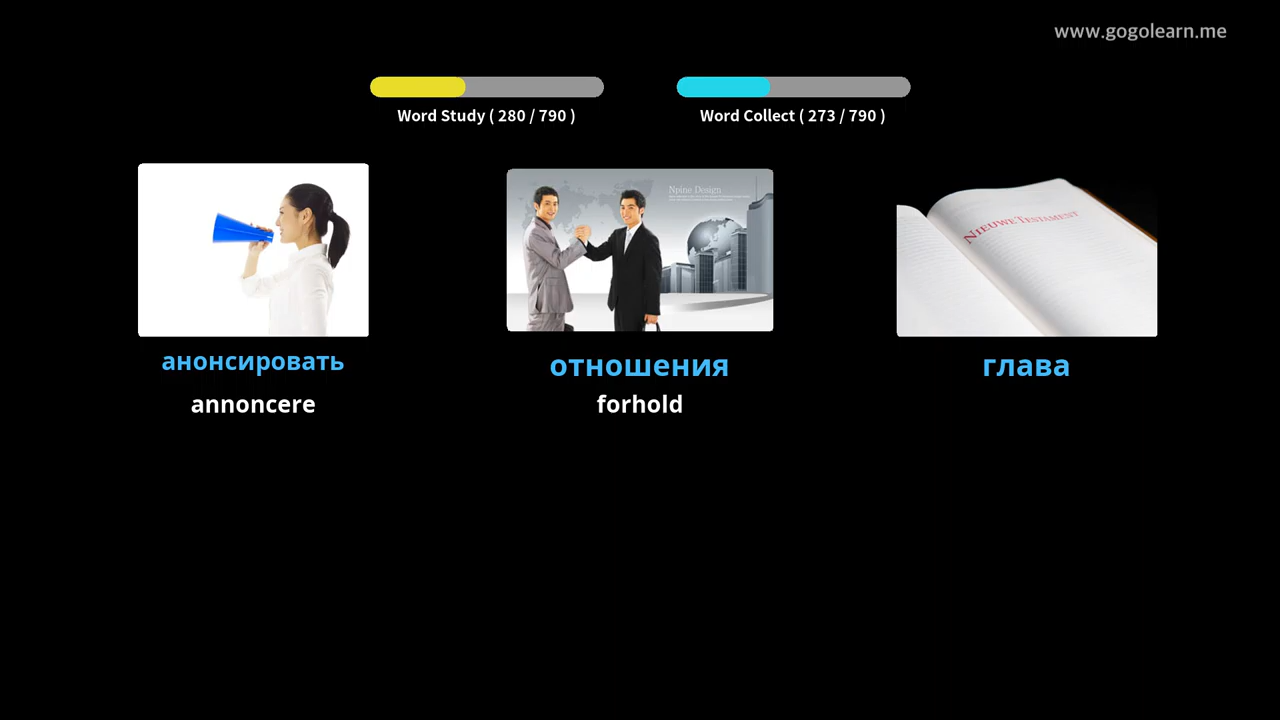 www.gogolearn.me
Word Study ( 280 / 790 )
Word Collect ( 273 / 790 )
Npine Design
NIEUWE TESTAMENT
анонсировать
отношения
глава
annoncere
forhold